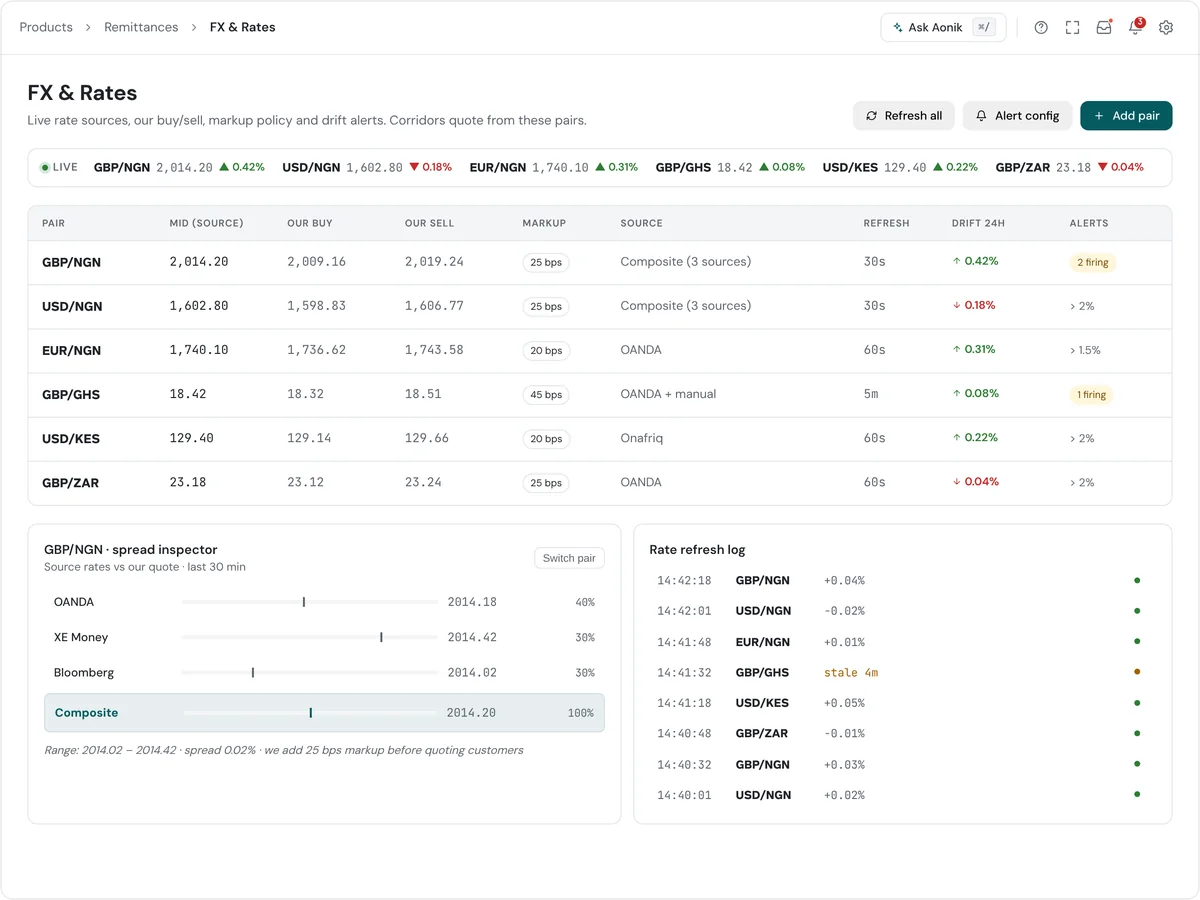 Products > Remittances > FX & Rates Ask Aonik ⌘/ 3
FX & Rates
Live rate sources, our buy/sell, markup policy and drift alerts. Corridors quote from these pairs.
Refresh all Alert config + Add pair
LIVE GBP/NGN 2,014.20 ▲ 0.42% USD/NGN 1,602.80 ▼ 0.18% EUR/NGN 1,740.10 ▲ 0.31% GBP/GHS 18.42 ▲ 0.08% USD/KES 129.40 ▲ 0.22% GBP/ZAR 23.18 ▼ 0.04%
PAIR MID (SOURCE) OUR BUY OUR SELL MARKUP SOURCE REFRESH DRIFT 24H ALERTS
GBP/NGN 2,014.20 2,009.16 2,019.24 25 bps Composite (3 sources) 30s ↑ 0.42% 2 firing
USD/NGN 1,602.80 1,598.83 1,606.77 25 bps Composite (3 sources) 30s ↓ 0.18% > 2%
EUR/NGN 1,740.10 1,736.62 1,743.58 20 bps OANDA 60s ↑ 0.31% > 1.5%
GBP/GHS 18.42 18.32 18.51 45 bps OANDA + manual 5m ↑ 0.08% 1 firing
USD/KES 129.40 129.14 129.66 20 bps Onafriq 60s ↑ 0.22% > 2%
GBP/ZAR 23.18 23.12 23.24 25 bps OANDA 60s ↓ 0.04% > 2%
GBP/NGN · spread inspector
Source rates vs our quote · last 30 min
Switch pair
OANDA 2014.18 40%
XE Money 2014.42 30%
Bloomberg 2014.02 30%
Composite 2014.20 100%
Range: 2014.02 – 2014.42 · spread 0.02% · we add 25 bps markup before quoting customers
Rate refresh log
14:42:18 GBP/NGN +0.04%
14:42:01 USD/NGN -0.02%
14:41:48 EUR/NGN +0.01%
14:41:32 GBP/GHS stale 4m
14:41:18 USD/KES +0.05%
14:40:48 GBP/ZAR -0.01%
14:40:32 GBP/NGN +0.03%
14:40:01 USD/NGN +0.02%